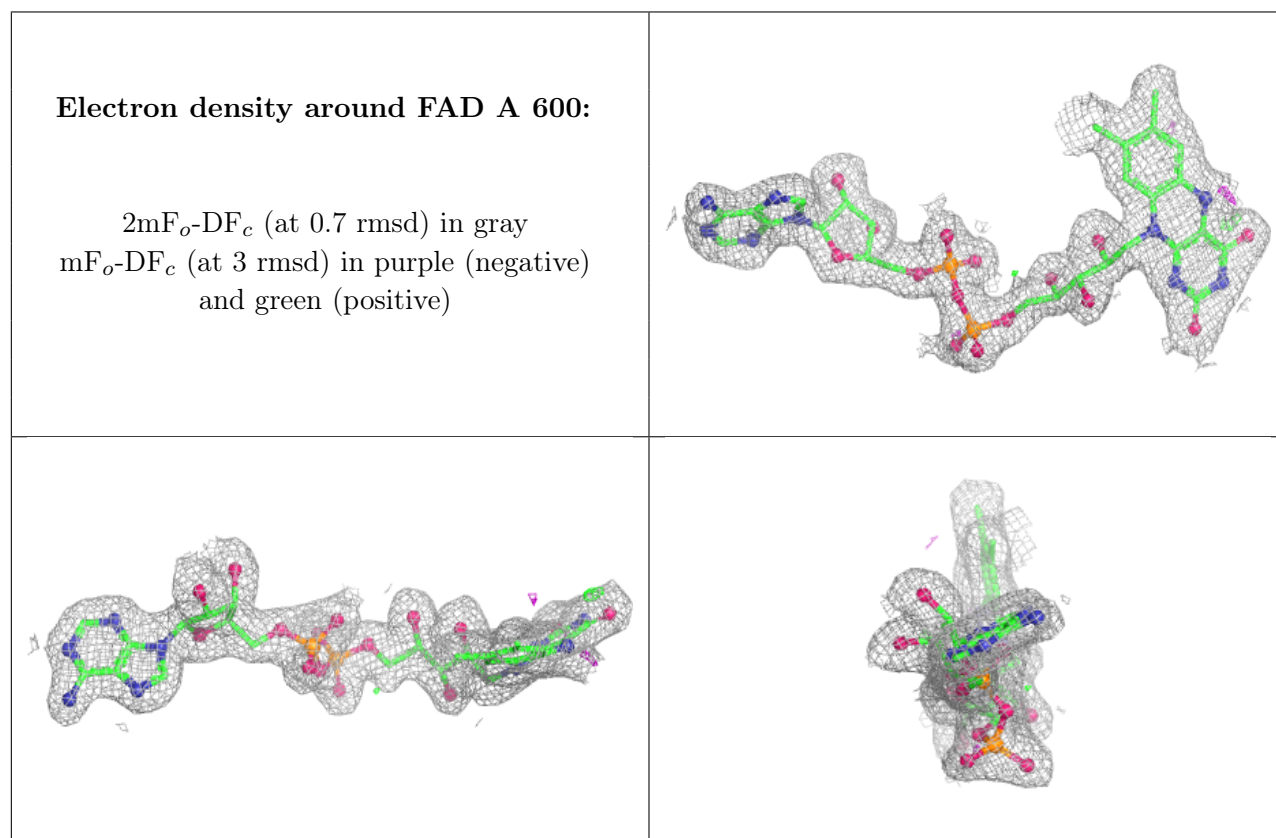 Electron density around FAD A 600:
2mFₒ-DF𝒸 (at 0.7 rmsd) in gray
mFₒ-DF𝒸 (at 3 rmsd) in purple (negative)
and green (positive)